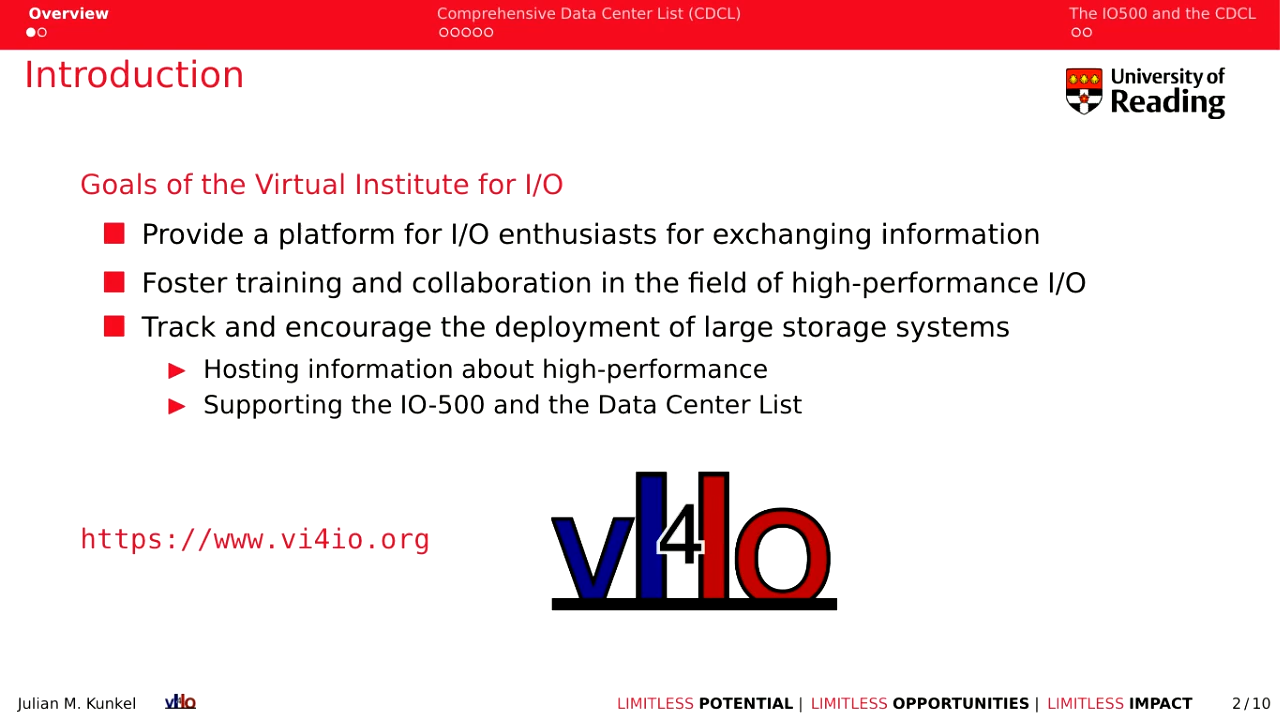 Overview
Comprehensive Data Center List (CDCL)
The IO500 and the CDCL
Introduction
University of
Reading
Goals of the Virtual Institute for I/O
Provide a platform for I/O enthusiasts for exchanging information
Foster training and collaboration in the field of high-performance I/O
Track and encourage the deployment of large storage systems
Hosting information about high-performance
Supporting the IO-500 and the Data Center List
https://www.vi4io.org
vI4IO
Julian M. Kunkel
vI4IO
LIMITLESS POTENTIAL | LIMITLESS OPPORTUNITIES | LIMITLESS IMPACT
2/10